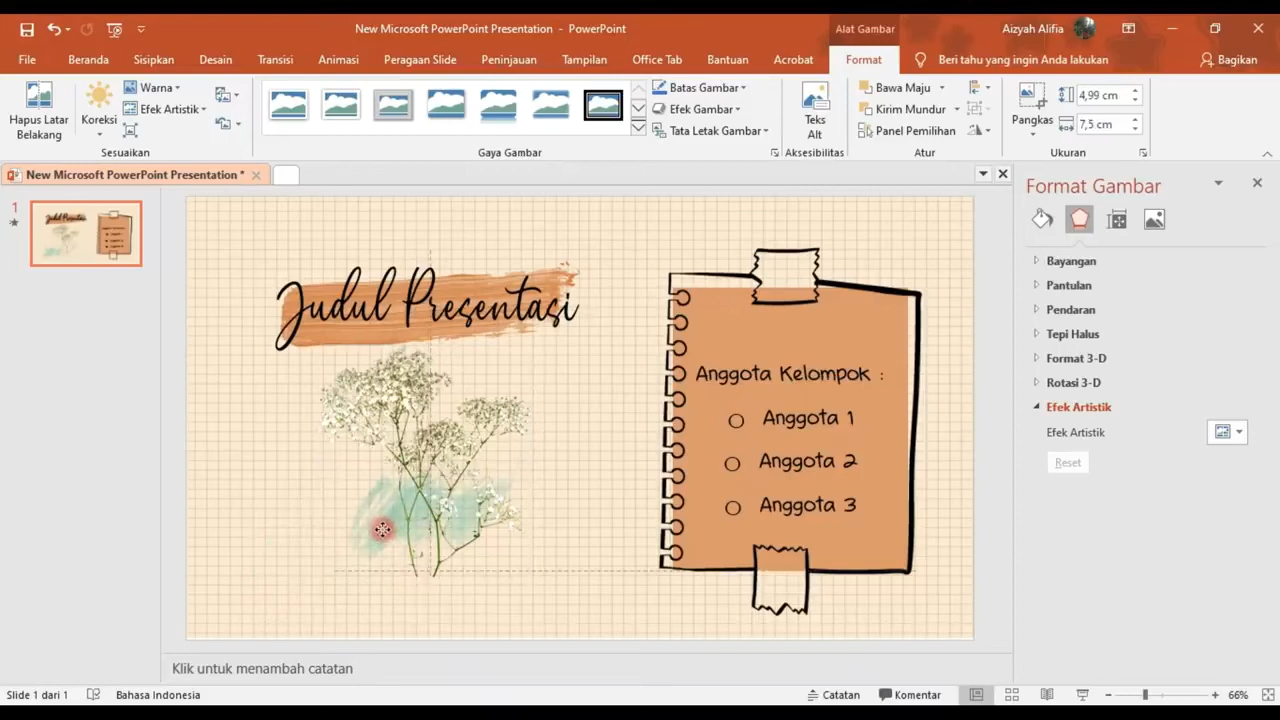 New Microsoft PowerPoint Presentation - PowerPoint
Alat Gambar
Aizyah Alifia
File Beranda Sisipkan Desain Transisi Animasi Peragaan Slide Peninjauan Tampilan Office Tab Bantuan Acrobat Format Beri tahu yang ingin Anda lakukan Bagikan
Hapus Latar Belakang
Koreksi
Warna
Efek Artistik
Sesuaikan
Gaya Gambar
Batas Gambar
Efek Gambar
Tata Letak Gambar
Teks Alt
Aksesibilitas
Bawa Maju
Kirim Mundur
Panel Pemilihan
Atur
Pangkas
4,99 cm
7,5 cm
Ukuran
New Microsoft PowerPoint Presentation *
1
Judul Presentasi
Anggota Kelompok :
Anggota 1
Anggota 2
Anggota 3
Format Gambar
Bayangan
Pantulan
Pendaran
Tepi Halus
Format 3-D
Rotasi 3-D
Efek Artistik
Efek Artistik
Reset
Klik untuk menambah catatan
Slide 1 dari 1 Bahasa Indonesia Catatan Komentar 66%